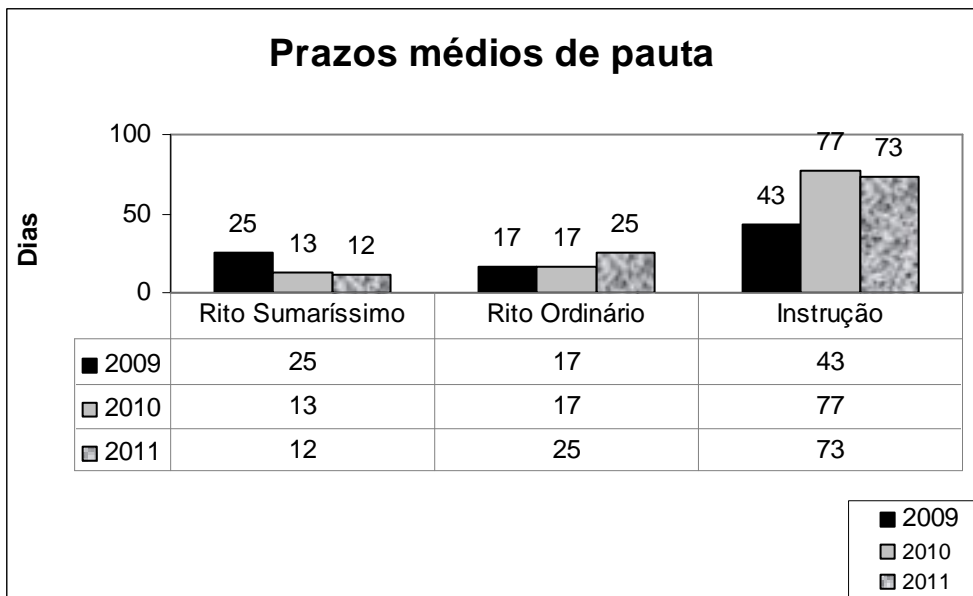 Prazos médios de pauta
Dias
100
50
0
25
13
12
17
17
25
43
77
73
Rito Sumaríssimo Rito Ordinário Instrução
2009 25 17 43
2010 13 17 77
2011 12 25 73
2009
2010
2011